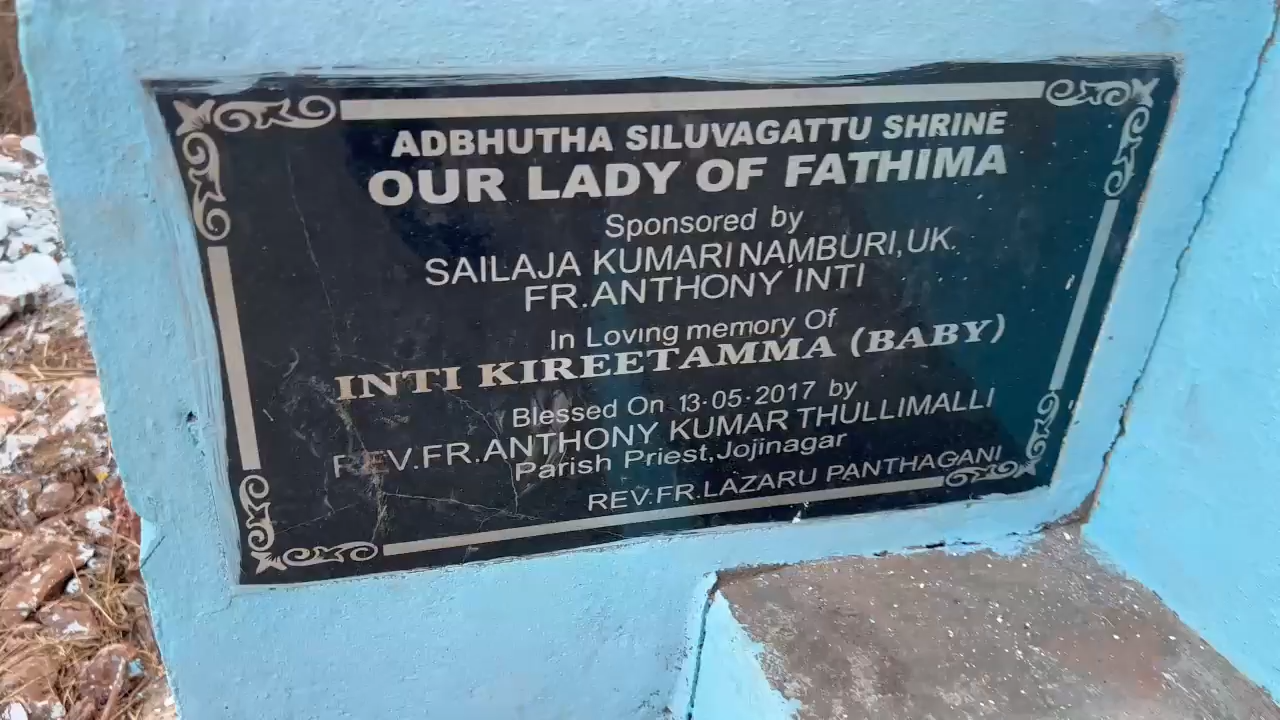 ADBHUTHA SILUVAGATTU SHRINE
OUR LADY OF FATHIMA
Sponsored by
SAILAJA KUMARI NAMBURI, UK.
FR.ANTHONY INTI
In Loving memory Of
INTI KIREETAMMA (BABY)
Blessed On 13·05·2017 by
REV.FR.ANTHONY KUMAR THULLIMALLI
Parish Priest,Jojinagar
REV.FR.LAZARU PANTHAGANI